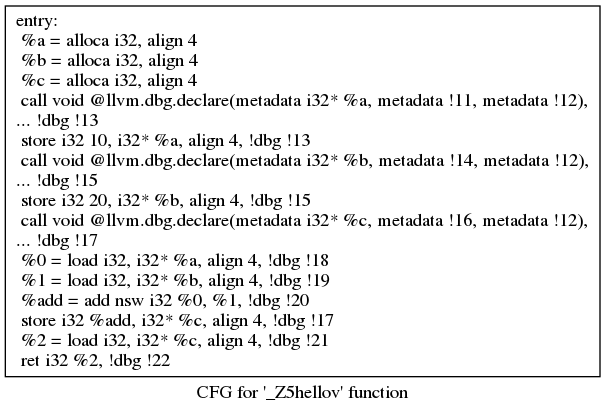 entry:
%a = alloca i32, align 4
%b = alloca i32, align 4
%c = alloca i32, align 4
call void @llvm.dbg.declare(metadata i32* %a, metadata !11, metadata !12),
... !dbg !13
store i32 10, i32* %a, align 4, !dbg !13
call void @llvm.dbg.declare(metadata i32* %b, metadata !14, metadata !12),
... !dbg !15
store i32 20, i32* %b, align 4, !dbg !15
call void @llvm.dbg.declare(metadata i32* %c, metadata !16, metadata !12),
... !dbg !17
%0 = load i32, i32* %a, align 4, !dbg !18
%1 = load i32, i32* %b, align 4, !dbg !19
%add = add nsw i32 %0, %1, !dbg !20
store i32 %add, i32* %c, align 4, !dbg !17
%2 = load i32, i32* %c, align 4, !dbg !21
ret i32 %2, !dbg !22
CFG for '_Z5hellov' function